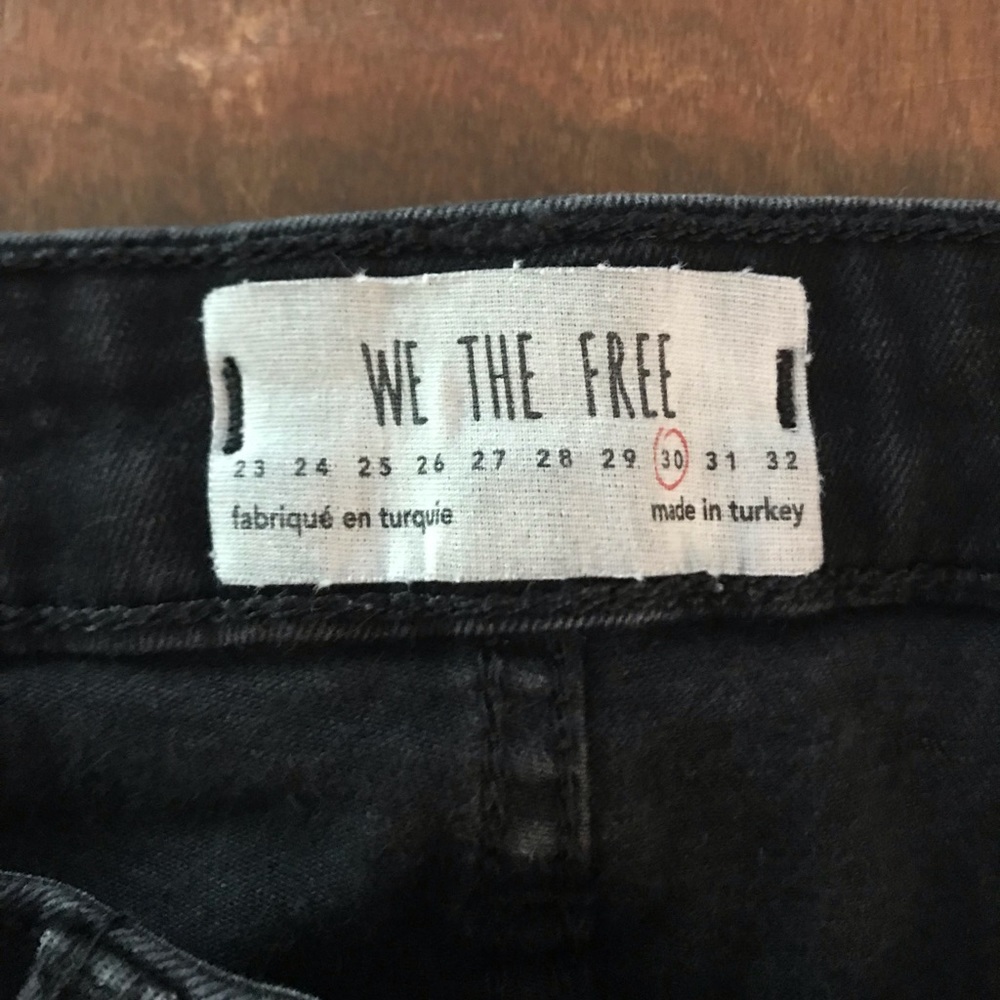 WE THE FREE
23 24 25 26 27 28 29 30 31 32
fabriqué en turquie made in turkey